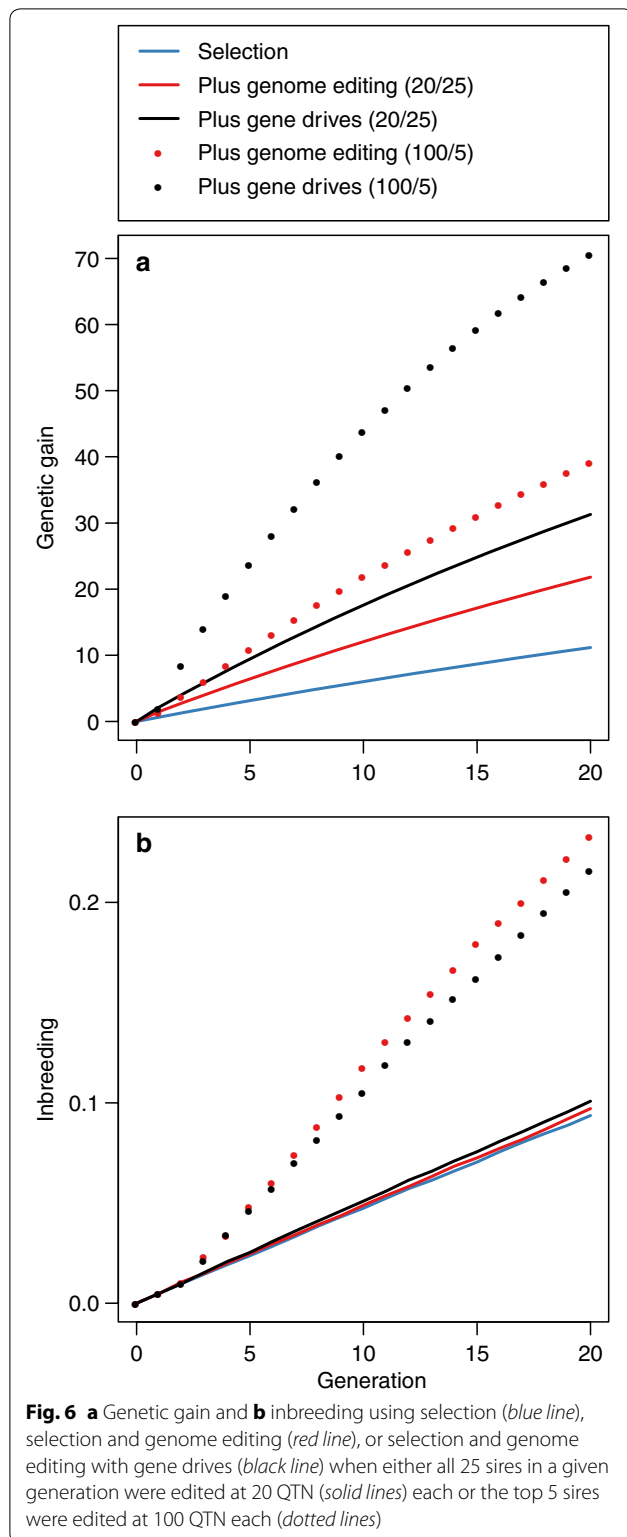 Selection
Plus genome editing (20/25)
Plus gene drives (20/25)
Plus genome editing (100/5)
Plus gene drives (100/5)
a
70
60
50
40
30
20
10
0
Genetic gain
0 5 10 15 20
b
0.2
0.1
0.0
Inbreeding
0 5 10 15 20
Generation
Fig. 6 a Genetic gain and b inbreeding using selection (blue line),
selection and genome editing (red line), or selection and genome
editing with gene drives (black line) when either all 25 sires in a given
generation were edited at 20 QTN (solid lines) each or the top 5 sires
were edited at 100 QTN each (dotted lines)